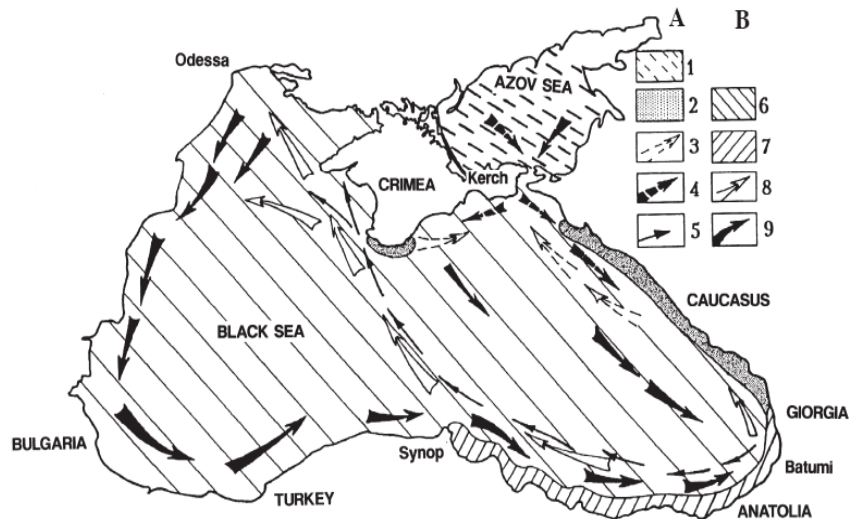 A B
Odessa
AZOV SEA
1
2 6
3 7
4 8
5 9
CRIMEA
Kerch
CAUCASUS
BLACK SEA
GIORGIA
BULGARIA
Synop
Batumi
TURKEY
ANATOLIA